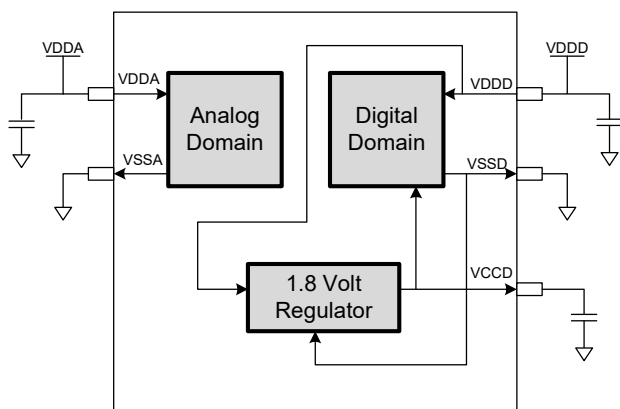 VDDA
VDDD
VDDA
VDDD
Analog
Domain
Digital
Domain
VSSA
VSSD
1.8 Volt
Regulator
VCCD